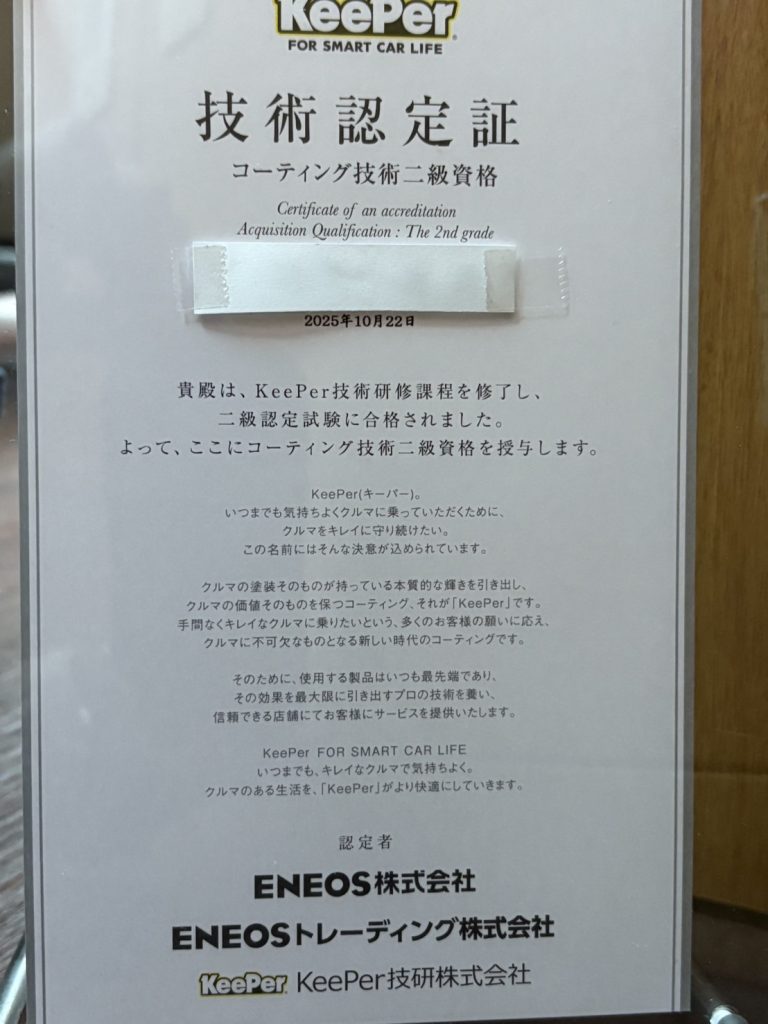 KeePer
FOR SMART CAR LIFE
技術認定証
コーティング技術二級資格
Certificate of an accreditation
Acquisition Qualification : The 2nd grade
2025年10月22日
貴殿は、KeePer技術研修課程を修了し、
二級認定試験に合格されました。
よって、ここにコーティング技術二級資格を授与します。
KeePer(キーパー)。
いつまでも気持ちよくクルマに乗っていただくために、
クルマをキレイに守り続けたい。
この名前にはそんな決意が込められています。
クルマの塗装そのものが持っている本質的な輝きを引き出し、
クルマの価値そのものを保つコーティング、それが「KeePer」です。
手間なくキレイなクルマに乗りたいという、多くのお客様の願いに応え、
クルマに不可欠なものとなる新しい時代のコーティングです。
そのために、使用する製品はいつも最先端であり、
その効果を最大限に引き出すプロの技術を養い、
信頼できる店舗にてお客様にサービスを提供いたします。
KeePer FOR SMART CAR LIFE
いつまでも、キレイなクルマで気持ちよく。
クルマのある生活を、「KeePer」がより快適にしていきます。
認定者
ENEOS株式会社
ENEOSトレーディング株式会社
KeePer KeePer技研株式会社